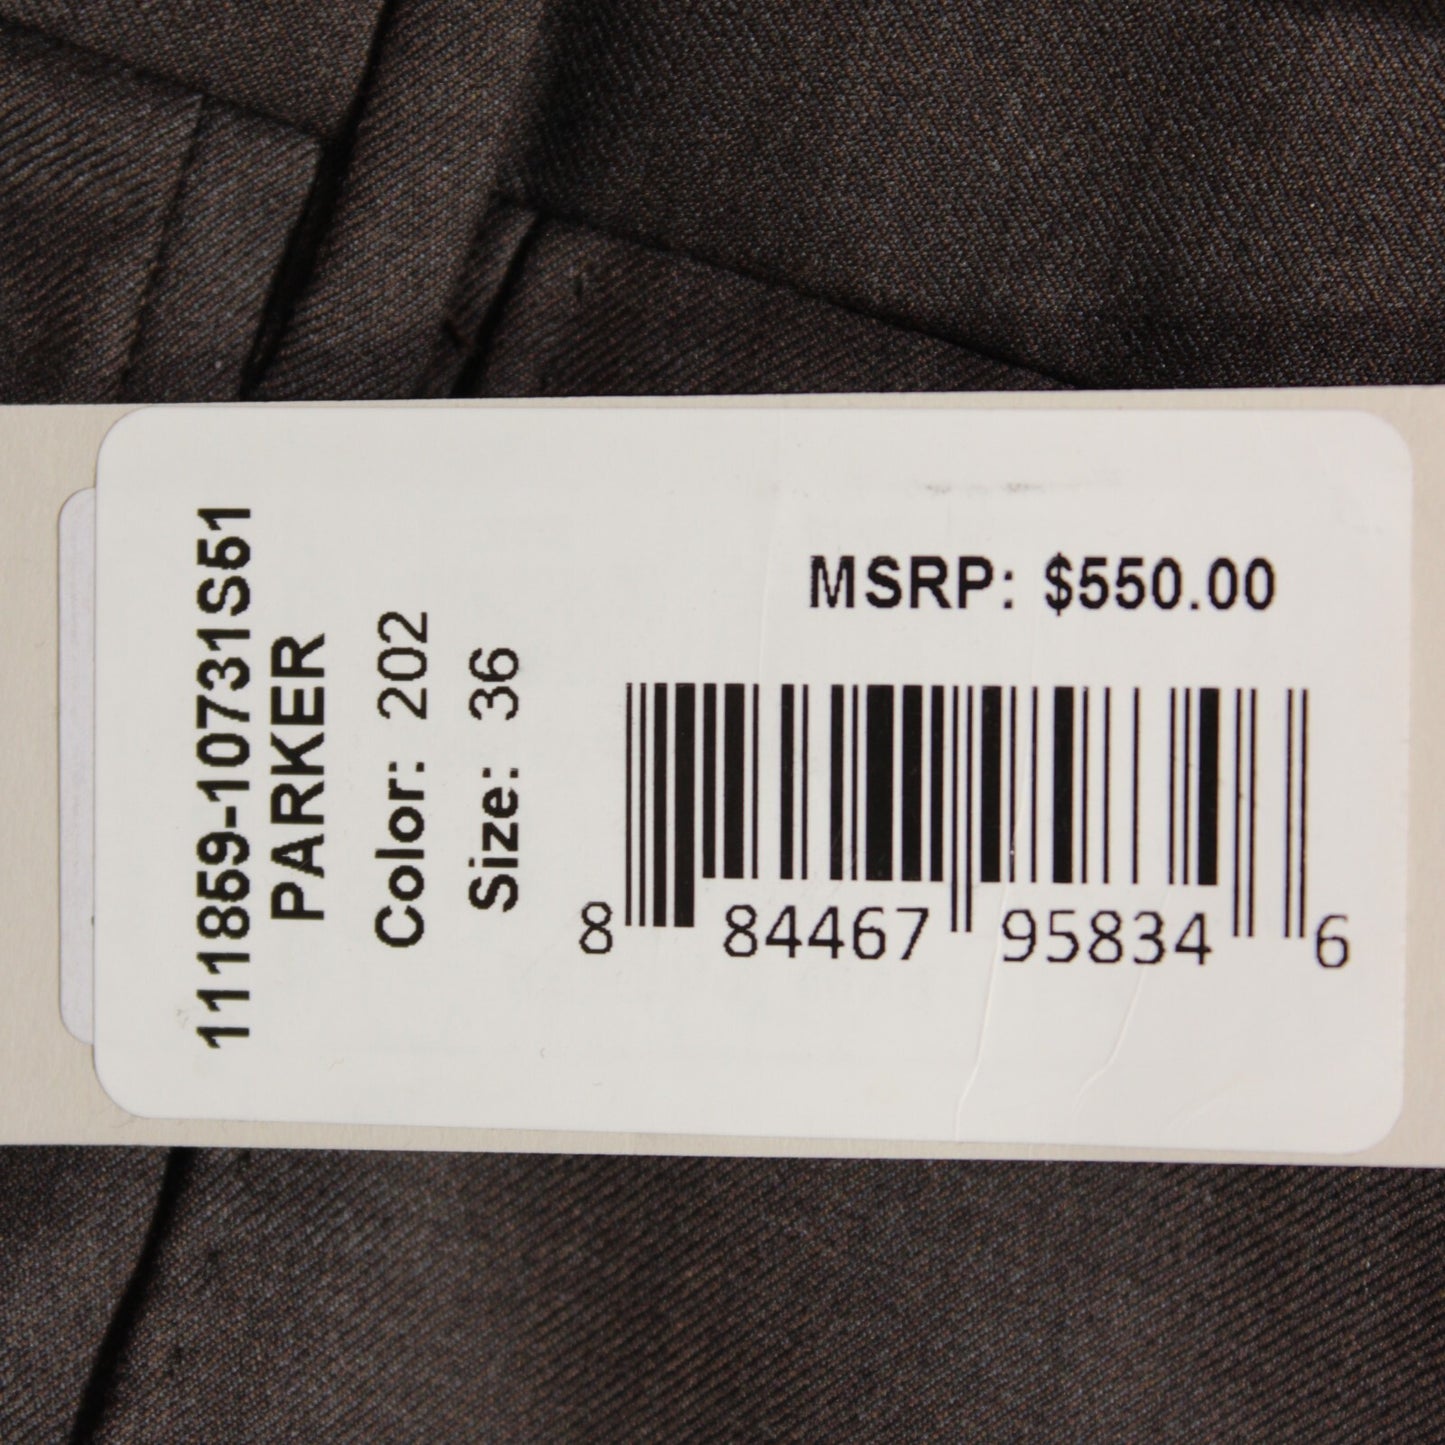 111859-10731S51
PARKER
Color: 202
Size: 36
MSRP: $550.00
8 84467 95834 6